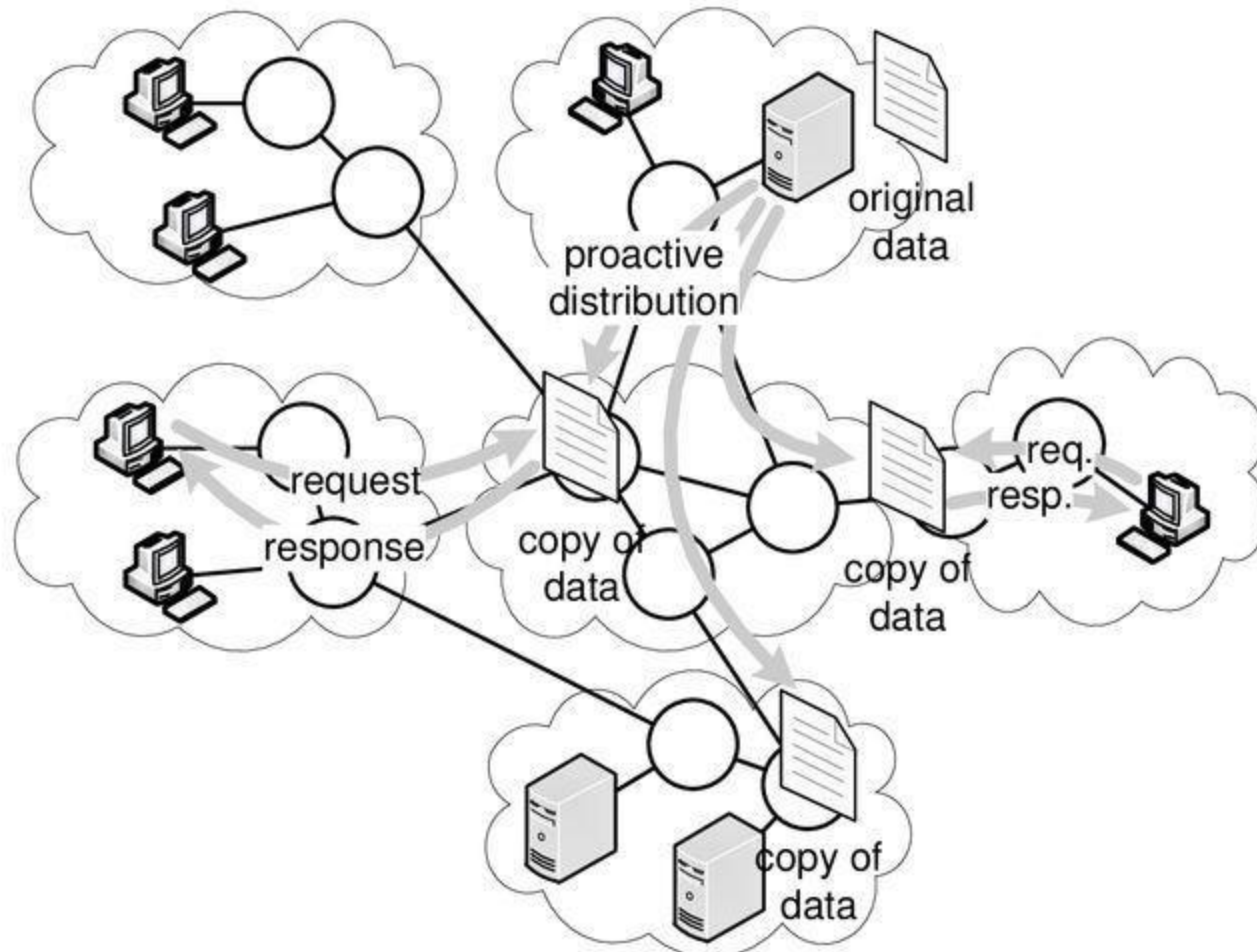 original
data
proactive
distribution
request
response
copy of
data
req.
resp.
copy of
data
copy of
data